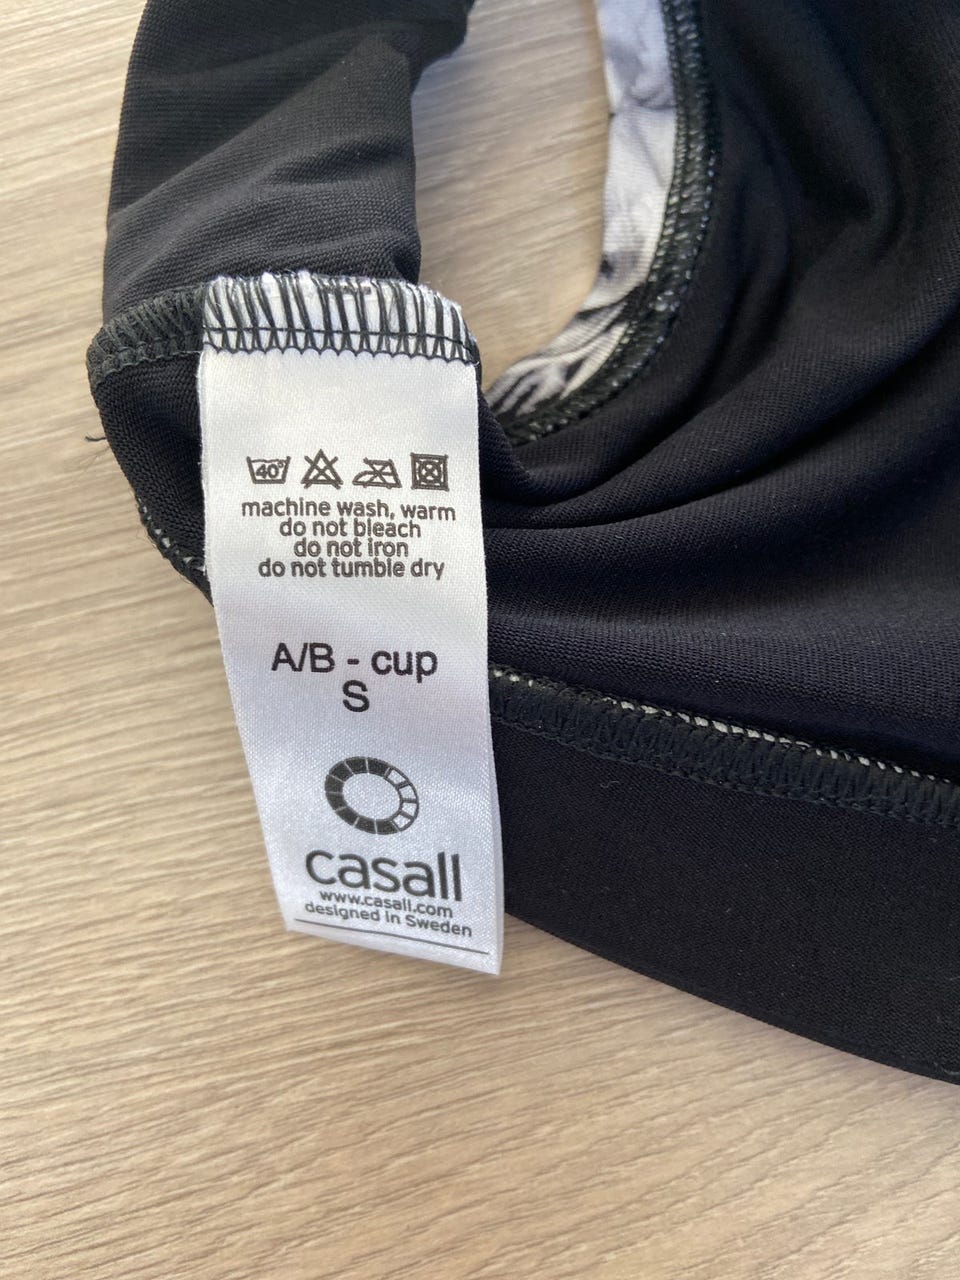 40°
machine wash, warm
do not bleach
do not iron
do not tumble dry
A/B - cup
S
casall
www.casall.com
designed in Sweden